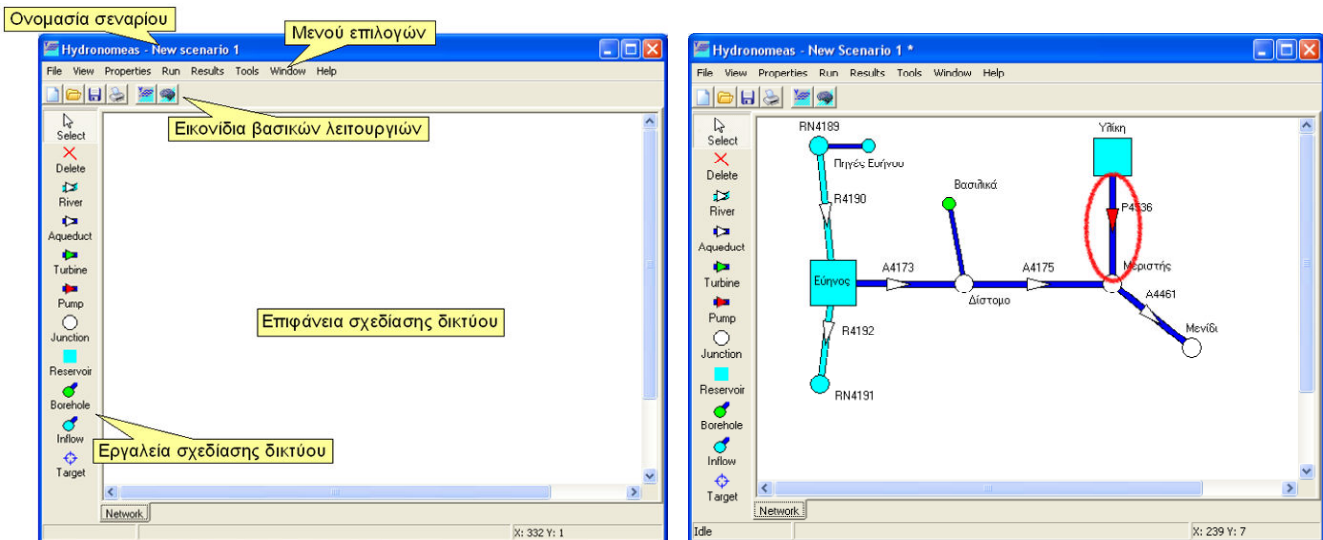 Ονομασία σεναρίου
Μενού επιλογών
Hydronomeas - New scenario 1
File View Properties Run Results Tools Window Help
Εικονίδια βασικών λειτουργιών
Select
Delete
River
Aqueduct
Turbine
Pump
Junction
Reservoir
Borehole
Inflow
Target
Επιφάνεια σχεδίασης δικτύου
Εργαλεία σχεδίασης δικτύου
Network
X: 332 Y: 1
Hydronomeas - New Scenario 1 *
File View Properties Run Results Tools Window Help
Select
Delete
River
Aqueduct
Turbine
Pump
Junction
Reservoir
Borehole
Inflow
Target
RN4189
Πηγές Ευήνου
R4190
Βασιλικά
Υλίκη
P4536
Εύηνος
A4173
Δίστομο
A4175
Μεριστής
A4461
Μενίδι
R4192
RN4191
Network
Idle
X: 239 Y: 7